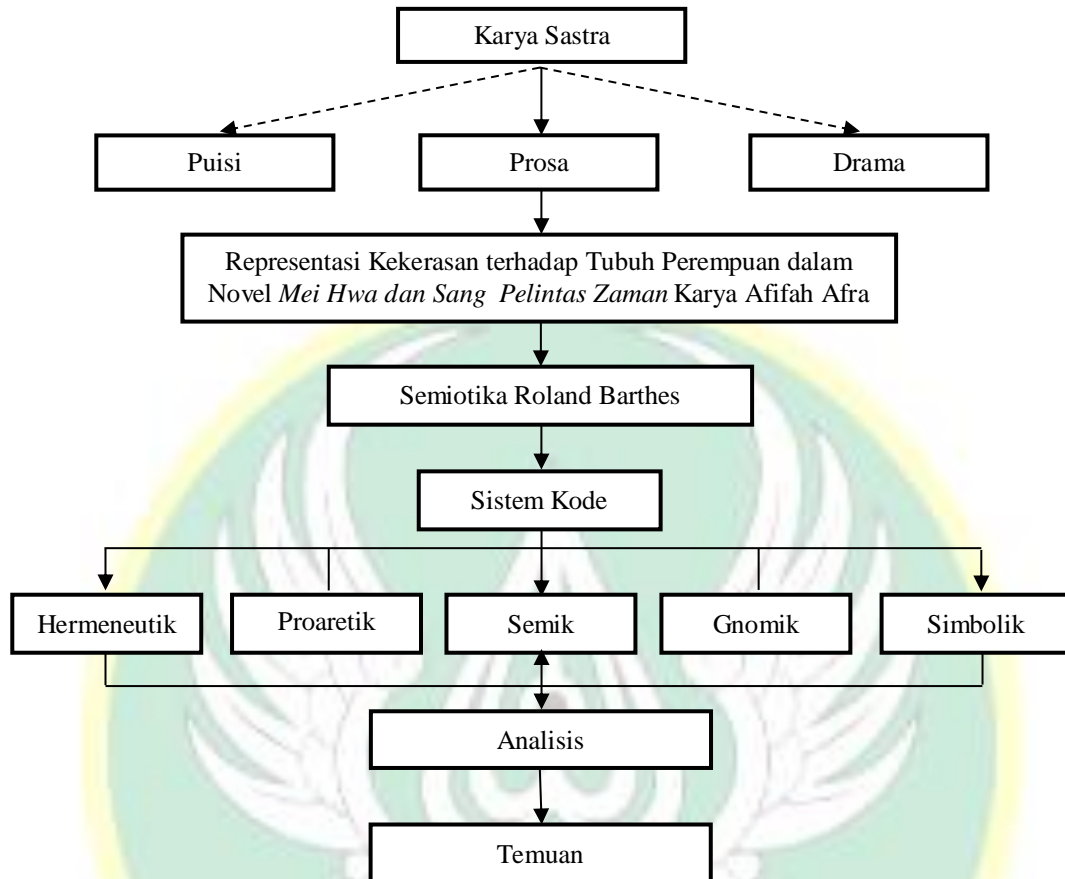 Karya Sastra
Puisi
Prosa
Drama
Representasi Kekerasan terhadap Tubuh Perempuan dalam
Novel Mei Hwa dan Sang Pelintas Zaman Karya Afifah Afra
Semiotika Roland Barthes
Sistem Kode
Hermeneutik
Proaretik
Semik
Gnomik
Simbolik
Analisis
Temuan